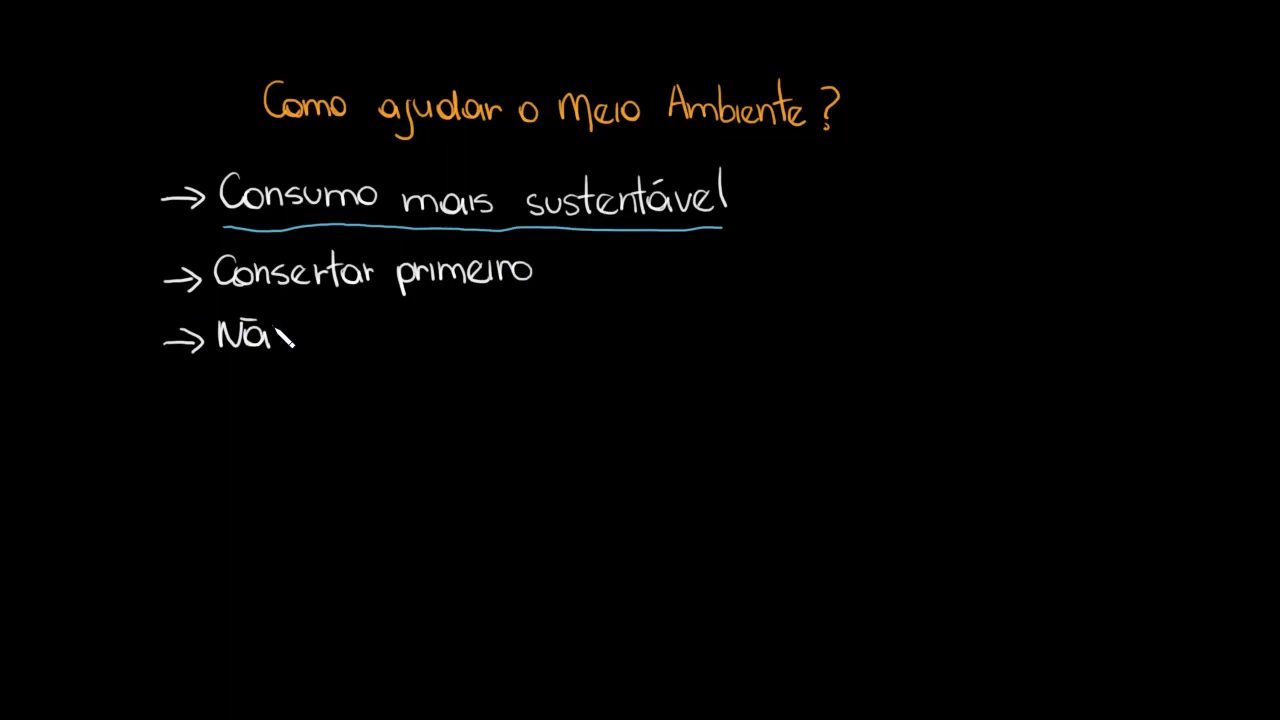 Como ajudar o Meio Ambiente?
→ Consumo mais sustentável
→ Consertar primeiro
→ Nã